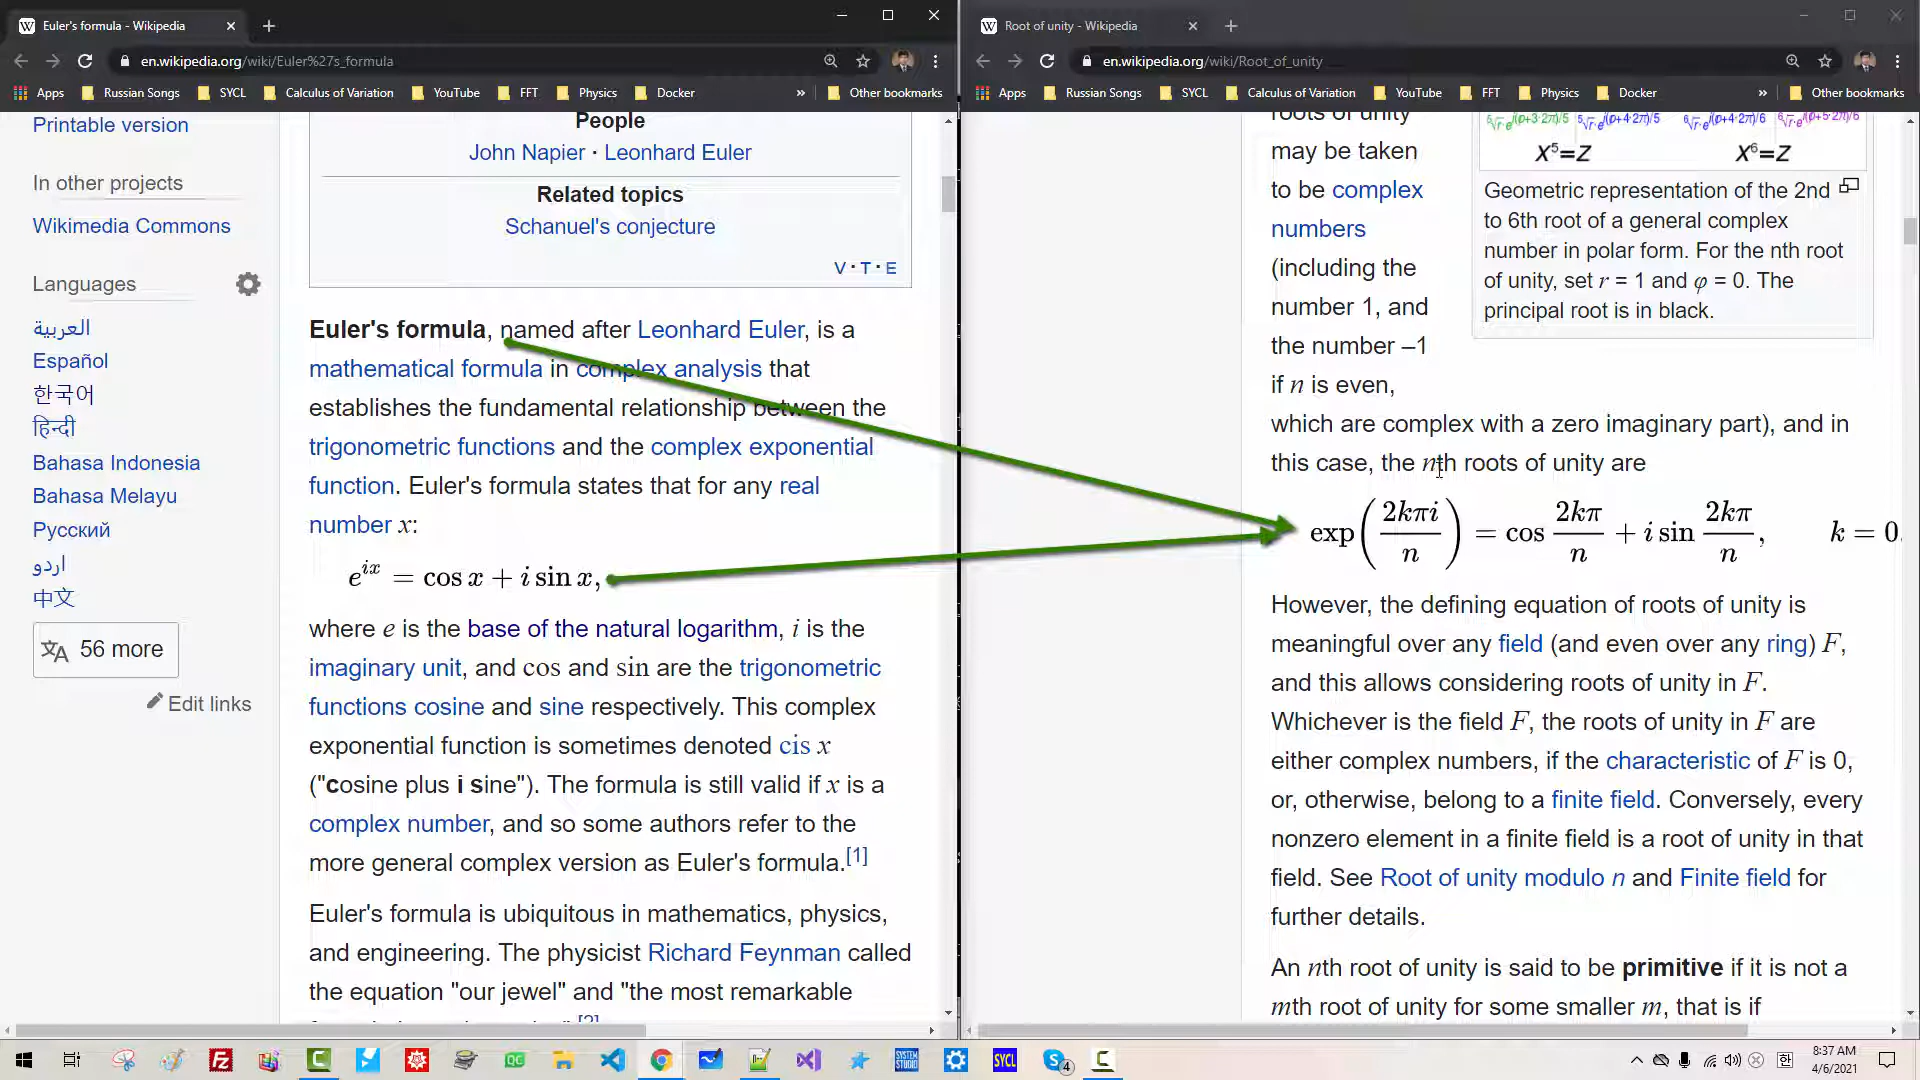 Euler's formula - Wikipedia
en.wikipedia.org/wiki/Euler%27s_formula
Apps Russian Songs SYCL Calculus of Variation YouTube FFT Physics Docker » Other bookmarks
Printable version
In other projects
Wikimedia Commons
Languages
العربية
Español
한국어
हिन्दी
Bahasa Indonesia
Bahasa Melayu
Русский
اردو
中文
56 more
Edit links
People
John Napier · Leonhard Euler
Related topics
Schanuel's conjecture
V · T · E
Euler's formula, named after Leonhard Euler, is a
mathematical formula in complex analysis that
establishes the fundamental relationship between the
trigonometric functions and the complex exponential
function. Euler's formula states that for any real
number x:
e^{ix} = cos x + i sin x,
where e is the base of the natural logarithm, i is the
imaginary unit, and cos and sin are the trigonometric
functions cosine and sine respectively. This complex
exponential function is sometimes denoted cis x
("cosine plus i sine"). The formula is still valid if x is a
complex number, and so some authors refer to the
more general complex version as Euler's formula.[1]
Euler's formula is ubiquitous in mathematics, physics,
and engineering. The physicist Richard Feynman called
the equation "our jewel" and "the most remarkable
Root of unity - Wikipedia
en.wikipedia.org/wiki/Root_of_unity
Apps Russian Songs SYCL Calculus of Variation YouTube FFT Physics Docker » Other bookmarks
roots of unity
may be taken
to be complex
numbers
(including the
number 1, and
the number –1
if n is even,
which are complex with a zero imaginary part), and in
this case, the nth roots of unity are
exp(2kπi/n) = cos 2kπ/n + i sin 2kπ/n, k = 0
However, the defining equation of roots of unity is
meaningful over any field (and even over any ring) F,
and this allows considering roots of unity in F.
Whichever is the field F, the roots of unity in F are
either complex numbers, if the characteristic of F is 0,
or, otherwise, belong to a finite field. Conversely, every
nonzero element in a finite field is a root of unity in that
field. See Root of unity modulo n and Finite field for
further details.
An nth root of unity is said to be primitive if it is not a
mth root of unity for some smaller m, that is if
X⁵=Z X⁶=Z
Geometric representation of the 2nd
to 6th root of a general complex
number in polar form. For the nth root
of unity, set r = 1 and φ = 0. The
principal root is in black.
SYSTEM STUDIO
SYCL
4
한
8:37 AM
4/6/2021